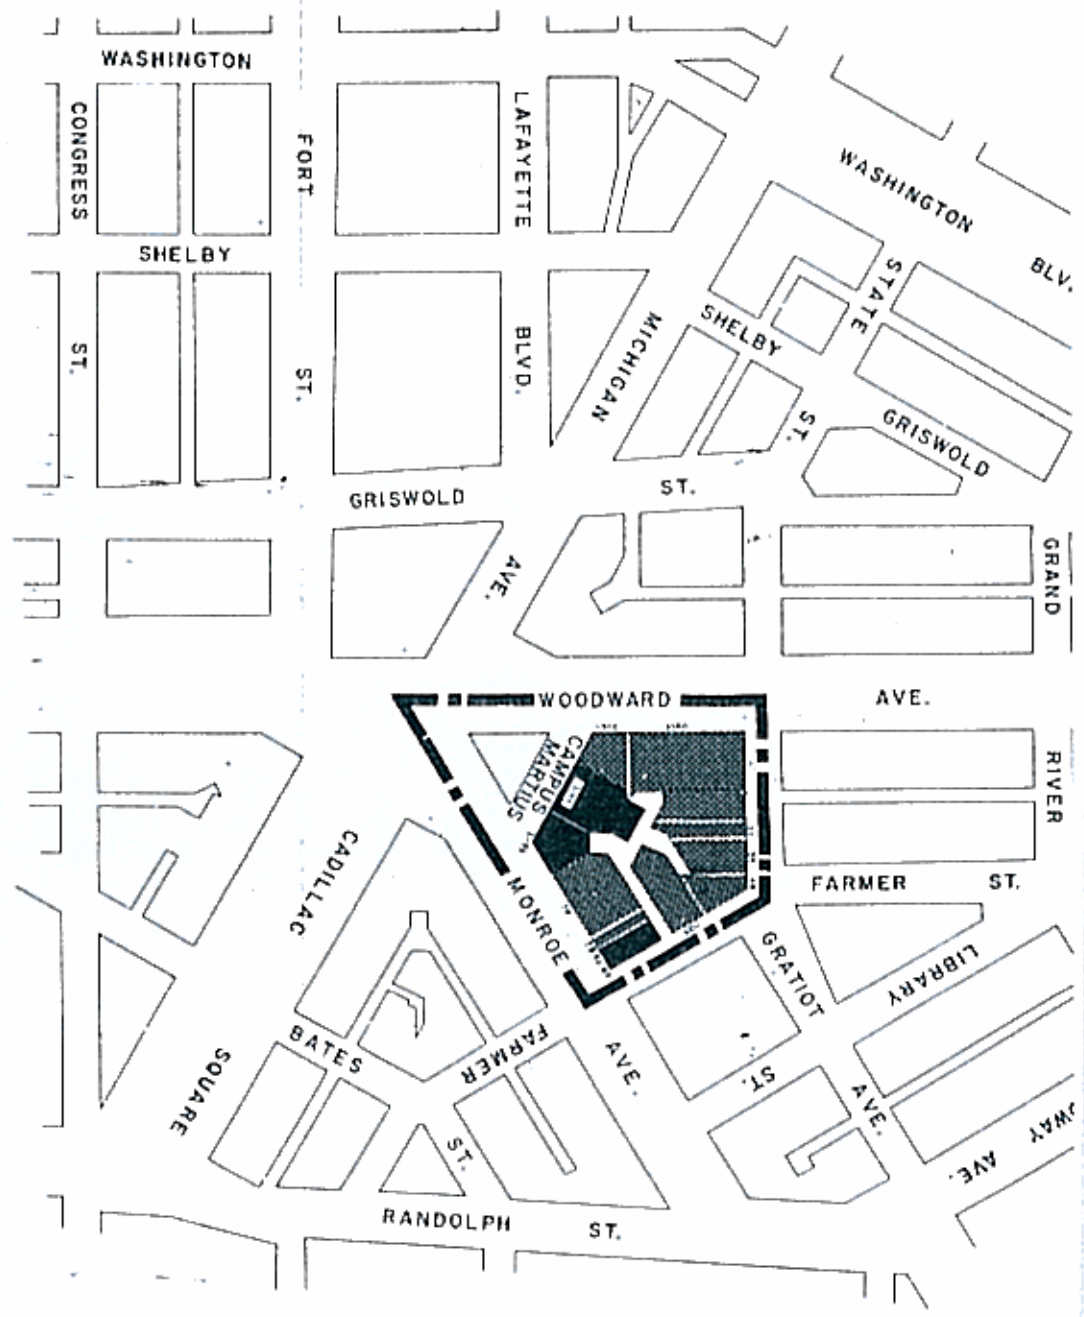 WASHINGTON
CONGRESS
FORT
LAFAYETTE
WASHINGTON
BLV.
SHELBY
STATE
SHELBY
MICHIGAN
ST.
ST.
BLVD.
ST.
GRISWOLD
GRISWOLD
ST.
AVE.
GRAND
WOODWARD
AVE.
CAMPUS
MARTIUS
RIVER
CADILLAC
MONROE
FARMER
ST.
GRATIOT
LIBRARY
BATES
FARMER
SQUARE
AVE.
ST.
AVE.
ST.
DWAY
AVE.
RANDOLPH
ST.